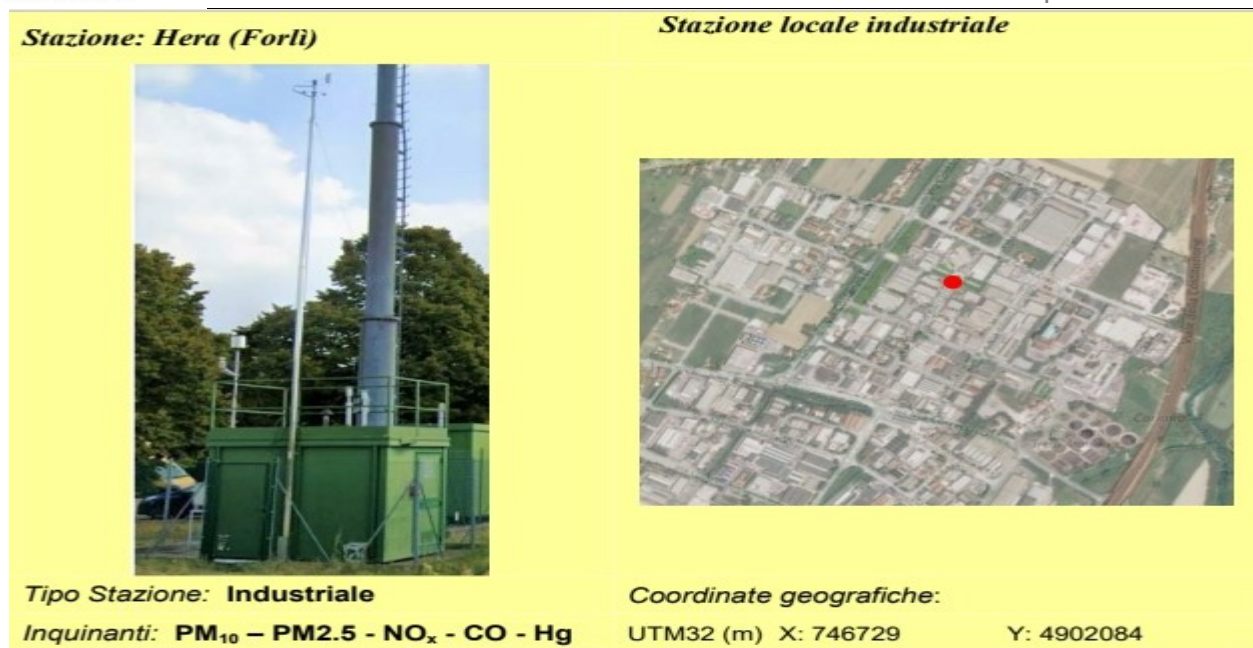 Stazione: Hera (Forlì)
Stazione locale industriale
Tipo Stazione: Industriale
Coordinate geografiche:
Inquinanti: PM₁₀ – PM2.5 - NOₓ - CO - Hg
UTM32 (m) X: 746729 Y: 4902084